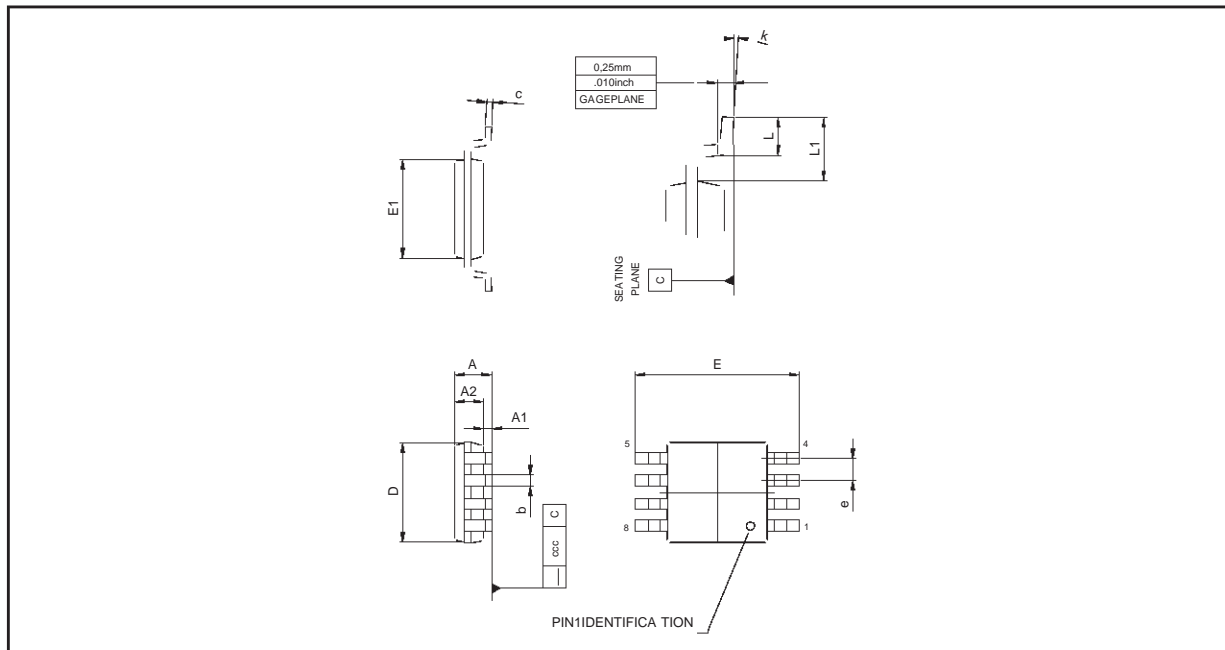 k
0,25mm
.010inch
GAGEPLANE
c
L
L1
E1
SEATING
PLANE
C
A
E
A2
A1
5
4
D
b
e
C
ccc
8
1
PIN1IDENTIFICA TION